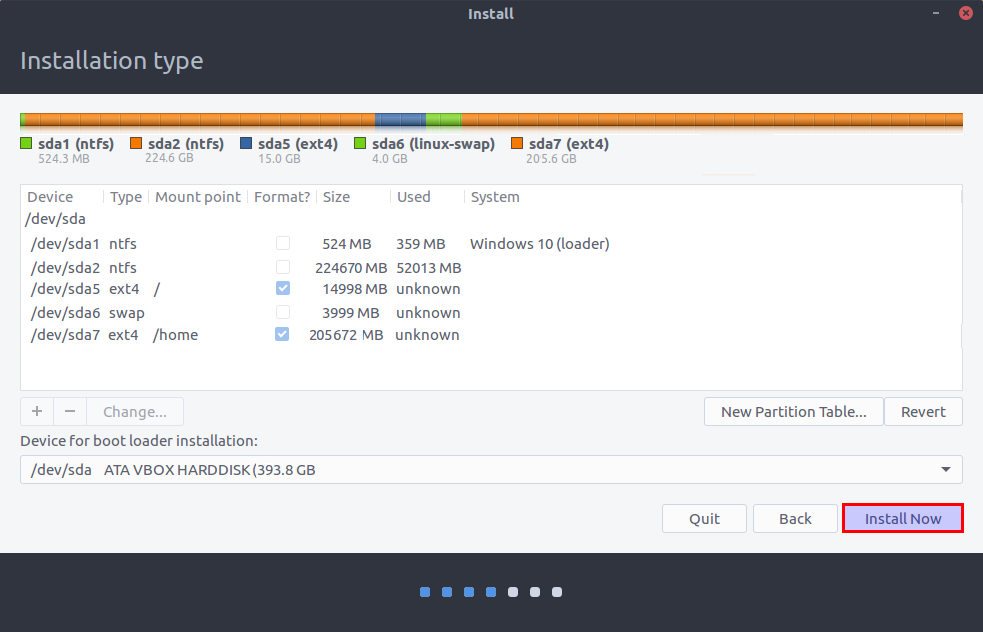 Install
Installation type
sda1 (ntfs) sda2 (ntfs) sda5 (ext4) sda6 (linux-swap) sda7 (ext4)
524.3 MB 224.6 GB 15.0 GB 4.0 GB 205.6 GB
Device Type Mount point Format? Size Used System
/dev/sda
/dev/sda1 ntfs 524 MB 359 MB Windows 10 (loader)
/dev/sda2 ntfs 224670 MB 52013 MB
/dev/sda5 ext4 / 14998 MB unknown
/dev/sda6 swap 3999 MB unknown
/dev/sda7 ext4 /home 205672 MB unknown
+ − Change... New Partition Table... Revert
Device for boot loader installation:
/dev/sda ATA VBOX HARDDISK(393.8 GB
Quit Back Install Now